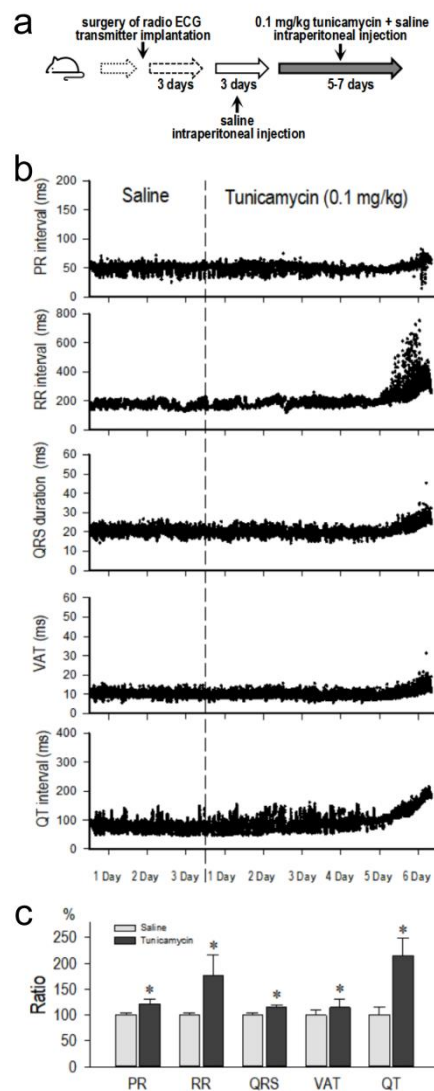 a
surgery of radio ECG
transmitter implantation
0.1 mg/kg tunicamycin + saline
intraperitoneal injection
3 days
3 days
5-7 days
saline
intraperitoneal injection
b
Saline
Tunicamycin (0.1 mg/kg)
PR interval (ms)
200
150
100
50
0
RR interval (ms)
800
600
400
200
0
QRS duration (ms)
60
50
40
30
20
10
0
VAT (ms)
60
50
40
30
20
10
0
QT interval (ms)
400
300
200
100
0
1 Day 2 Day 3 Day 1 Day 2 Day 3 Day 4 Day 5 Day 6 Day
c
%
Ratio
250
200
150
100
50
0
Saline
Tunicamycin
* * * * *
PR RR QRS VAT QT